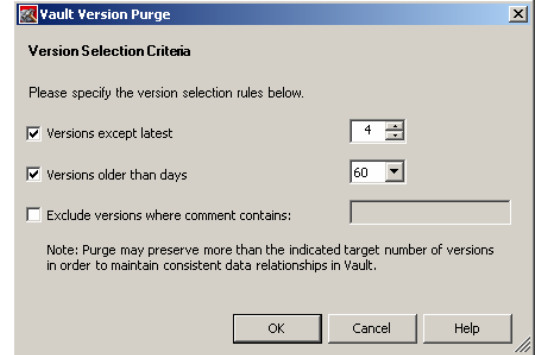 Vault Version Purge
Version Selection Criteria
Please specify the version selection rules below.
Versions except latest 4
Versions older than days 60
Exclude versions where comment contains:
Note: Purge may preserve more than the indicated target number of versions
in order to maintain consistent data relationships in Vault.
OK Cancel Help